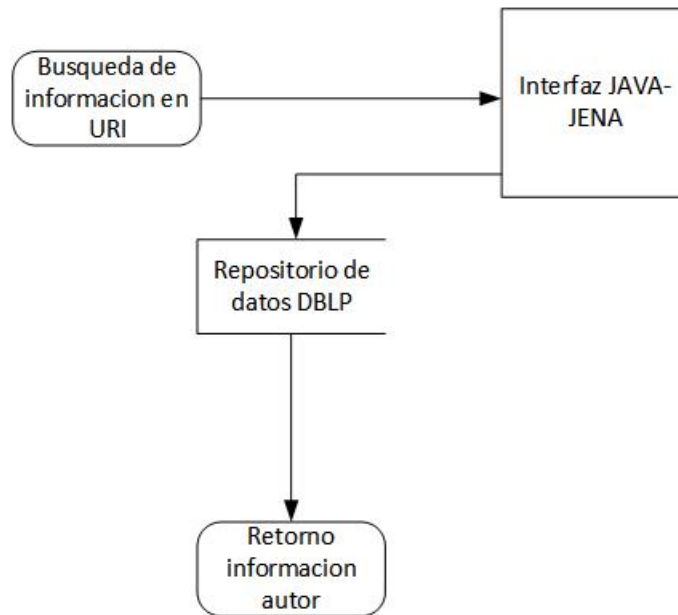 Busqueda de
informacion en
URI
Interfaz JAVA-
JENA
Repositorio de
datos DBLP
Retorno
informacion
autor